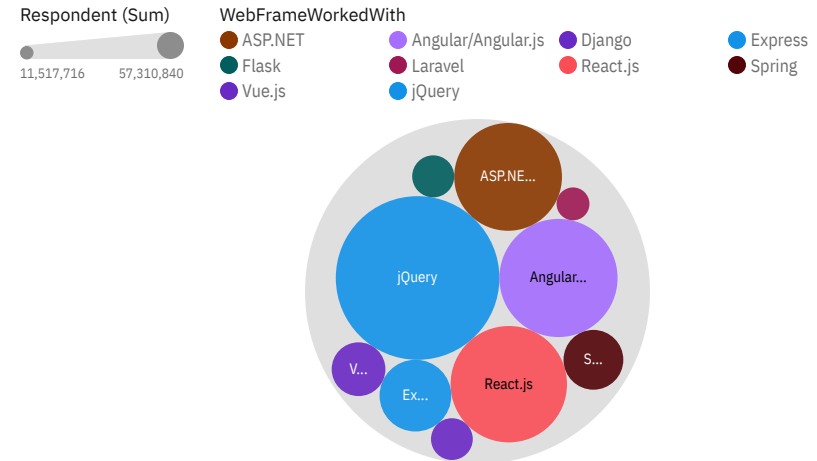 Respondent (Sum)
11,517,716 57,310,840
WebFrameWorkedWith
ASP.NET Angular/Angular.js Django Express
Flask Laravel React.js Spring
Vue.js jQuery
ASP.NE...
jQuery
Angular...
S...
V...
React.js
Ex...